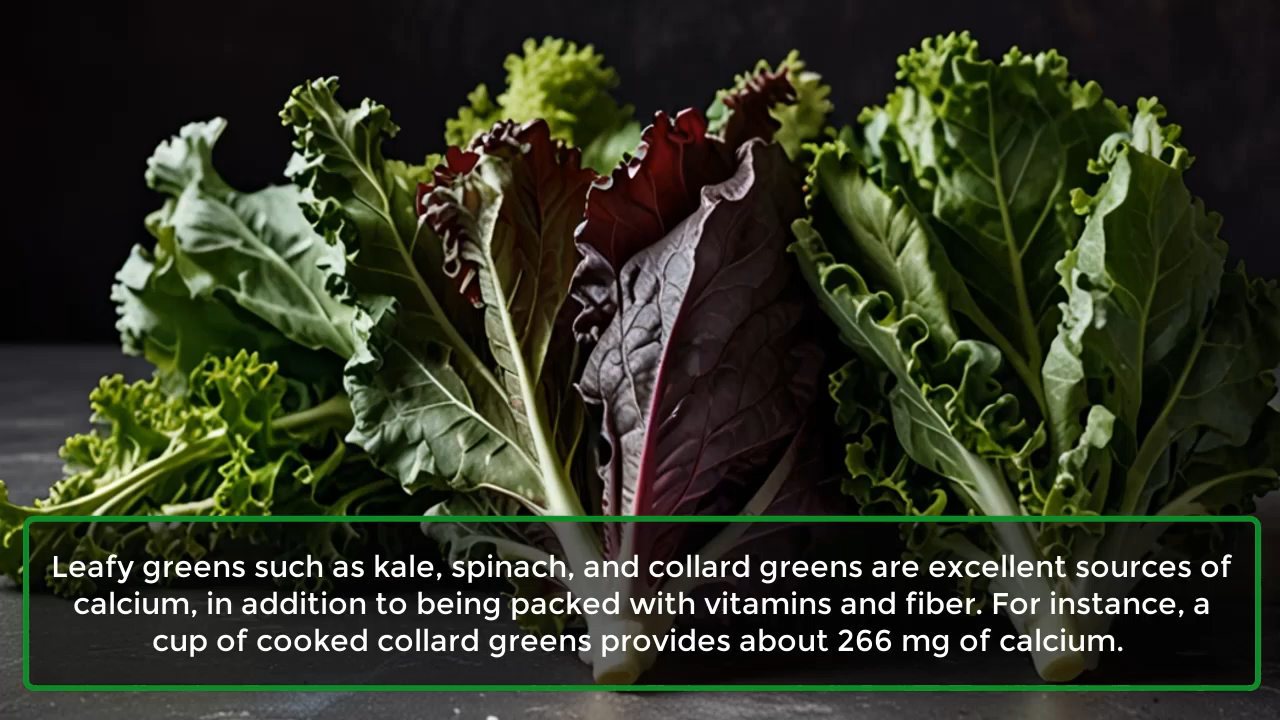 Leafy greens such as kale, spinach, and collard greens are excellent sources of
calcium, in addition to being packed with vitamins and fiber. For instance, a
cup of cooked collard greens provides about 266 mg of calcium.